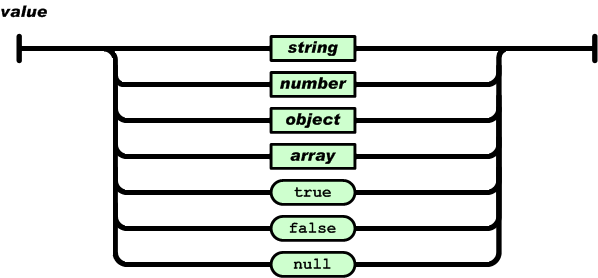 value
string
number
object
array
true
false
null